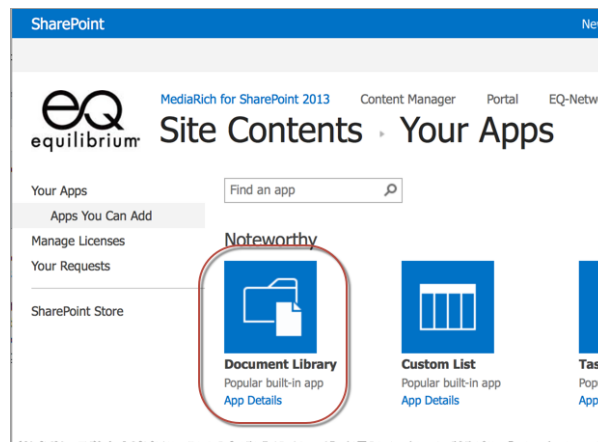 SharePoint
eQ
equilibrium
MediaRich for SharePoint 2013 Content Manager Portal
Site Contents Your Apps
Your Apps
Apps You Can Add
Manage Licenses
Your Requests
SharePoint Store
Find an app
Noteworthy
Document Library
Popular built-in app
App Details
Custom List
Popular built-in app
App Details